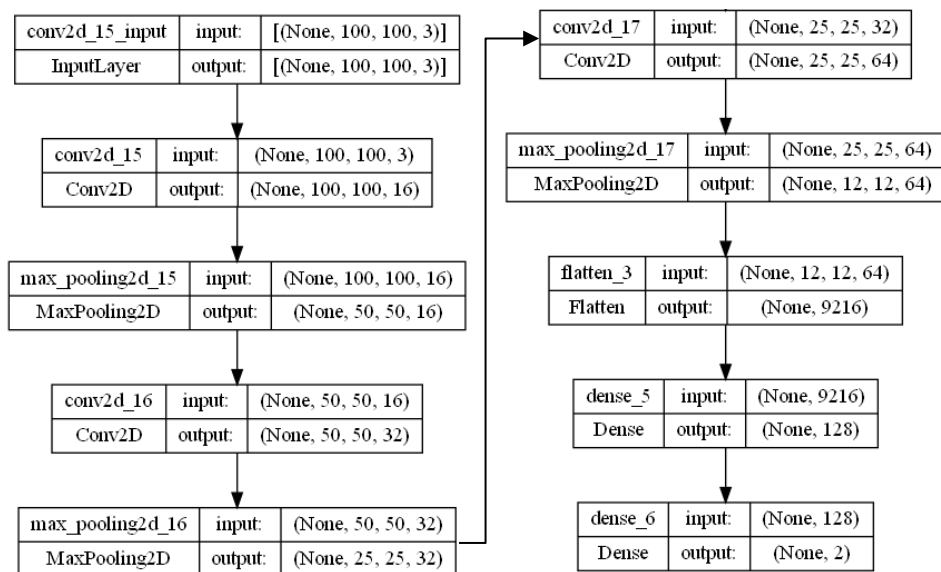 conv2d_15_input input: [(None, 100, 100, 3)]
InputLayer output: [(None, 100, 100, 3)]
conv2d_15 input: (None, 100, 100, 3)
Conv2D output: (None, 100, 100, 16)
max_pooling2d_15 input: (None, 100, 100, 16)
MaxPooling2D output: (None, 50, 50, 16)
conv2d_16 input: (None, 50, 50, 16)
Conv2D output: (None, 50, 50, 32)
max_pooling2d_16 input: (None, 50, 50, 32)
MaxPooling2D output: (None, 25, 25, 32)
conv2d_17 input: (None, 25, 25, 32)
Conv2D output: (None, 25, 25, 64)
max_pooling2d_17 input: (None, 25, 25, 64)
MaxPooling2D output: (None, 12, 12, 64)
flatten_3 input: (None, 12, 12, 64)
Flatten output: (None, 9216)
dense_5 input: (None, 9216)
Dense output: (None, 128)
dense_6 input: (None, 128)
Dense output: (None, 2)